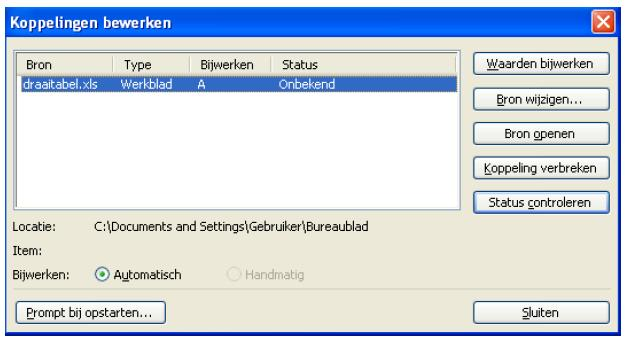 Koppelingen bewerken
Bron Type Bijwerken Status
draaitabel.xls Werkblad A Onbekend
Waarden bijwerken
Bron wijzigen...
Bron openen
Koppeling verbreken
Status controleren
Locatie: C:\Documents and Settings\Gebruiker\Bureaublad
Item:
Bijwerken: Automatisch Handmatig
Prompt bij opstarten... Sluiten